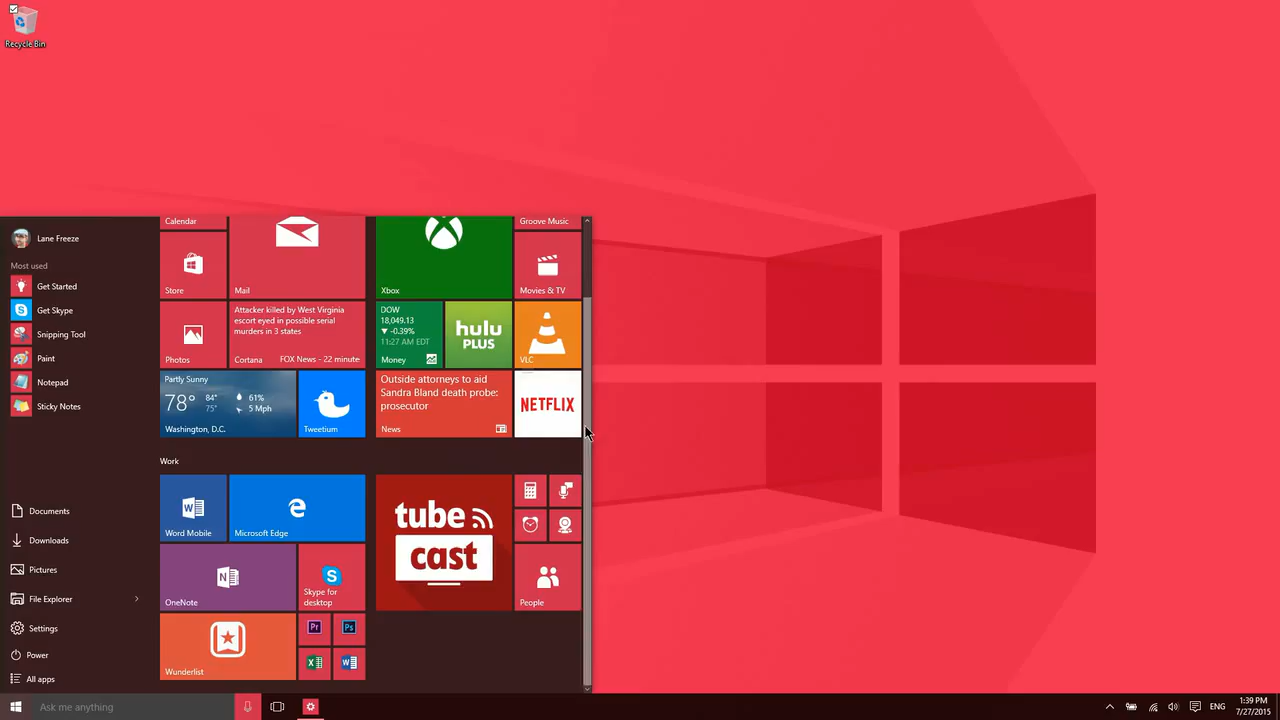 Recycle Bin
Lane Freeze
Most used
Get Started
Get Skype
Snipping Tool
Paint
Notepad
Sticky Notes
Documents
Downloads
Pictures
File Explorer
Settings
Power
All apps
Ask me anything
Calendar
Store
Mail
Xbox
Groove Music
Movies & TV
Photos
Attacker killed by West Virginia
escort eyed in possible serial
murders in 3 states
Cortana
FOX News - 22 minute
DOW
18,049.13
▼ -0.39%
11:27 AM EDT
Money
hulu
PLUS
VLC
Partly Sunny
78°
84°
75°
61%
5 Mph
Washington, D.C.
Tweetium
Outside attorneys to aid
Sandra Bland death probe:
prosecutor
News
NETFLIX
Work
Word Mobile
Microsoft Edge
e
tube
cast
N
OneNote
Skype for
desktop
People
Wunderlist
Pr
Ps
ENG
1:39 PM
7/27/2015